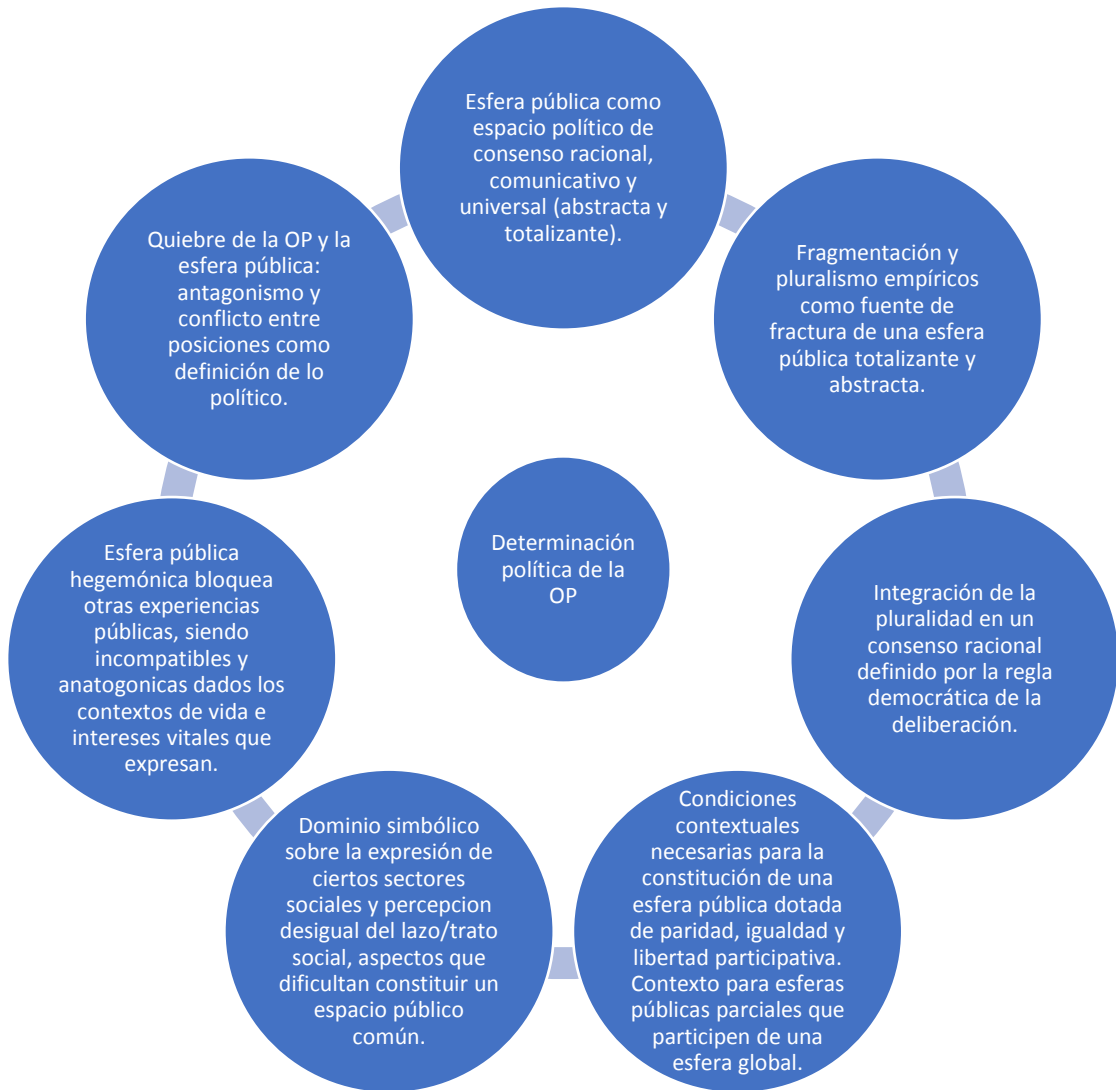 Esfera pública como
espacio político de
consenso racional,
comunicativo y
universal (abstracta y
totalizante).
Fragmentación y
pluralismo empíricos
como fuente de
fractura de una esfera
pública totalizante y
abstracta.
Integración de la
pluralidad en un
consenso racional
definido por la regla
democrática de la
deliberación.
Condiciones
contextuales
necesarias para la
constitución de una
esfera pública dotada
de paridad, igualdad y
libertad participativa.
Contexto para esferas
públicas parciales que
participen de una
esfera global.
Dominio simbólico
sobre la expresión de
ciertos sectores
sociales y percepcion
desigual del lazo/trato
social, aspectos que
dificultan constituir un
espacio público
común.
Esfera pública
hegemónica bloquea
otras experiencias
públicas, siendo
incompatibles y
anatogonicas dados los
contextos de vida e
intereses vitales que
expresan.
Quiebre de la OP y la
esfera pública:
antagonismo y
conflicto entre
posiciones como
definición de lo
político.
Determinación
política de la
OP